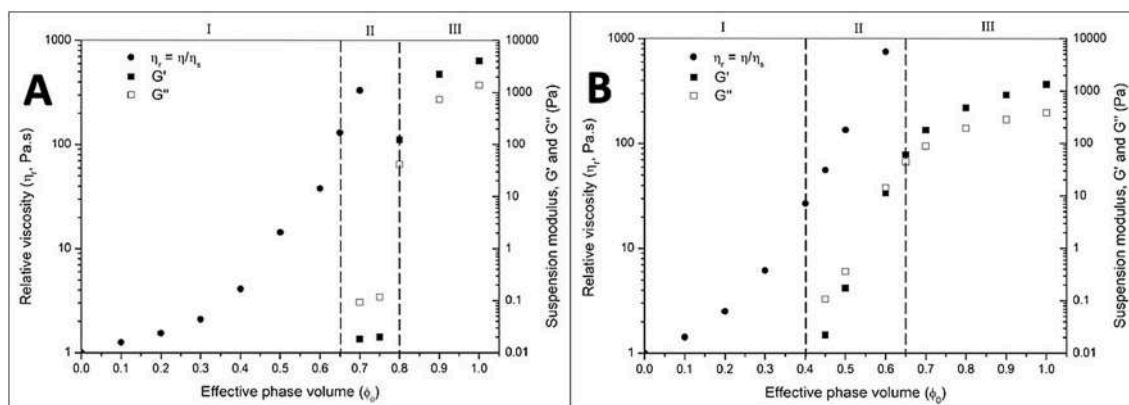 I II III
ηr = η/ηs
G'
G"
A
1000
100
10
1
10000
1000
100
10
1
0.1
0.01
0.0 0.1 0.2 0.3 0.4 0.5 0.6 0.7 0.8 0.9 1.0
Relative viscosity (ηr, Pa.s)
Suspension modulus, G' and G" (Pa)
Effective phase volume (ϕ0)
I II III
ηr = η/ηs
G'
G"
B
1000
100
10
1
10000
1000
100
10
1
0.1
0.01
0.0 0.1 0.2 0.3 0.4 0.5 0.6 0.7 0.8 0.9 1.0
Relative viscosity (ηr, Pa.s)
Suspension modulus, G' and G" (Pa)
Effective phase volume (ϕ0)